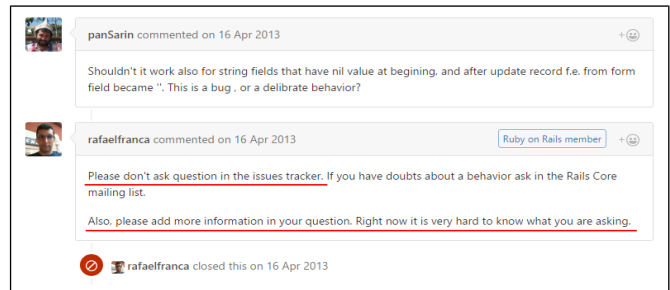 panSarin commented on 16 Apr 2013
Shouldn't it work also for string fields that have nil value at begining, and after update record f.e. from form
field became ''. This is a bug , or a delibrate behavior?
rafaelfranca commented on 16 Apr 2013 Ruby on Rails member
Please don't ask question in the issues tracker. If you have doubts about a behavior ask in the Rails Core
mailing list.
Also, please add more information in your question. Right now it is very hard to know what you are asking.
rafaelfranca closed this on 16 Apr 2013